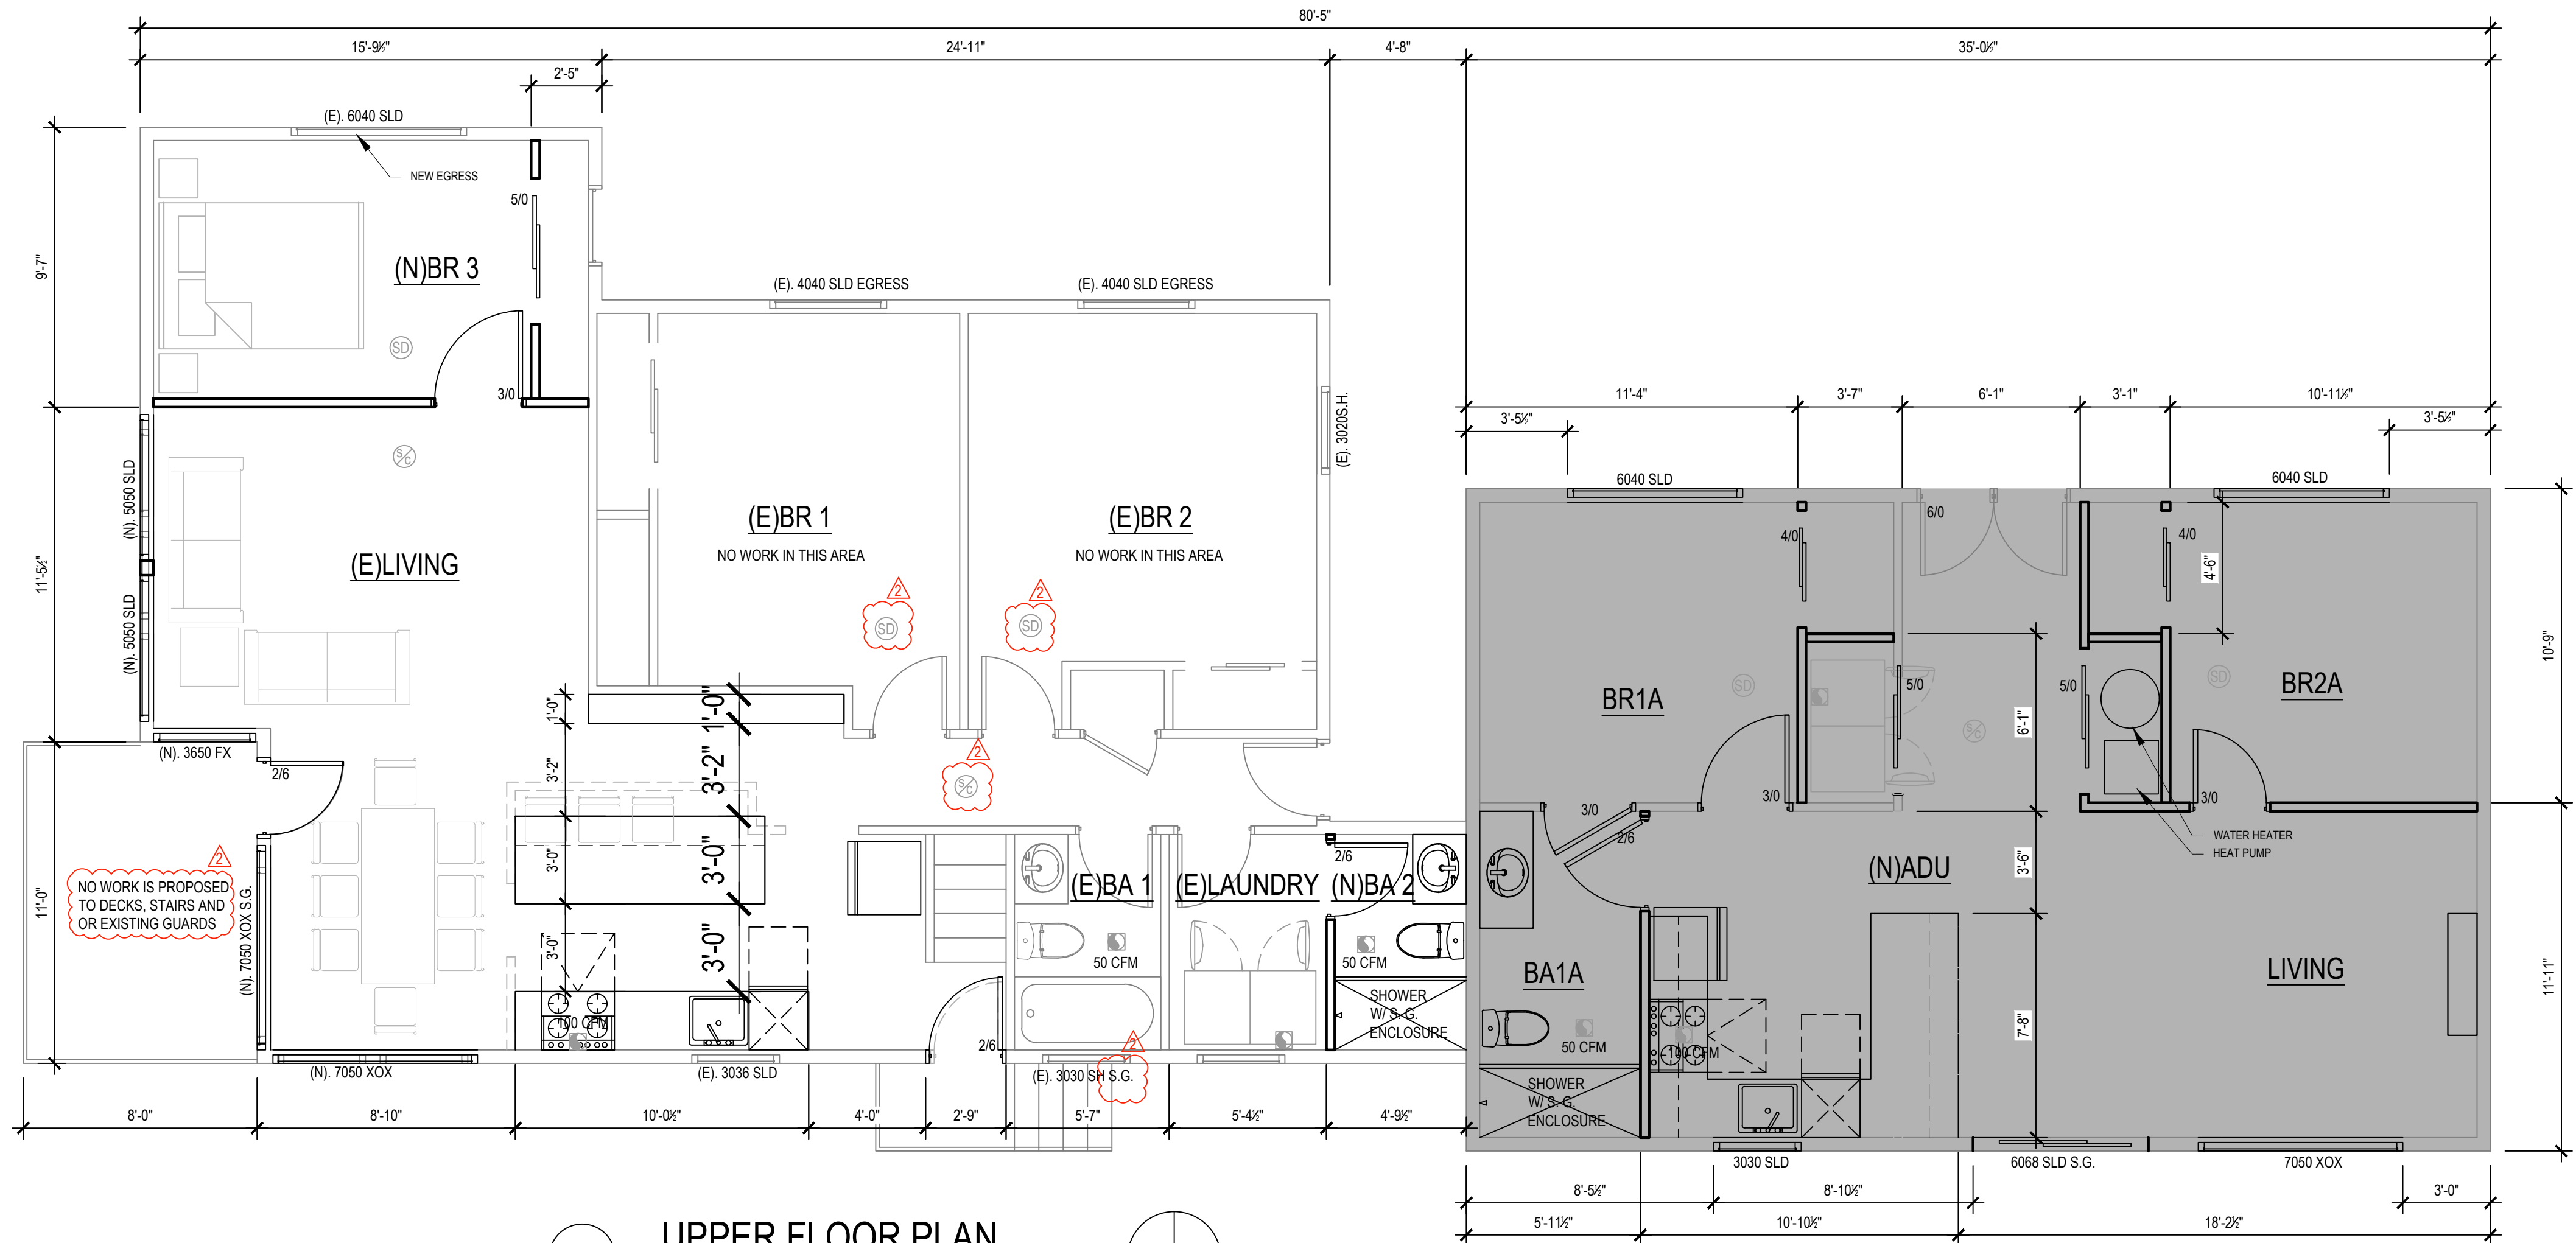 80'-5"
15'-9½"
24'-11"
4'-8"
35'-0½"
2'-5"
(E). 6040 SLD
NEW EGRESS
5/0
9'-7"
(N)BR 3
SD
3/0
(E). 4040 SLD EGRESS
(E). 4040 SLD EGRESS
(E). 3020S.H.
11'-4"
3'-7"
6'-1"
3'-1"
10'-11½"
3'-5½"
3'-5½"
6040 SLD
6040 SLD
S/C
(N). 5050 SLD
(N). 5050 SLD
11'-5½"
(E)LIVING
(E)BR 1
NO WORK IN THIS AREA
(E)BR 2
NO WORK IN THIS AREA
2
SD
2
SD
6/0
4/0
4/0
4'-6"
10'-9"
BR1A
SD
5/0
S/C
6'-1"
5/0
SD
BR2A
3/0
3/0
3/0
2/6
WATER HEATER
HEAT PUMP
1'-0"
1'-0"
3'-2"
3'-2"
3'-0"
3'-0"
3'-0"
3'-0"
(N). 3650 FX
2/6
2
S/C
2
NO WORK IS PROPOSED
TO DECKS, STAIRS AND
OR EXISTING GUARDS
11'-0"
(N). 7050 XOX S.G.
(E)BA 1
(E)LAUNDRY
(N)BA 2
2/6
50 CFM
50 CFM
SHOWER
W/ S. G.
ENCLOSURE
100 CFM
2/6
2
(N). 7050 XOX
(E). 3036 SLD
(E). 3030 SH S.G.
(N)ADU
3'-6"
LIVING
11'-11"
BA1A
50 CFM
100 CFM
7'-8"
SHOWER
W/ S. G.
ENCLOSURE
3030 SLD
6068 SLD S.G.
7050 XOX
8'-0"
8'-10"
10'-0½"
4'-0"
2'-9"
5'-7"
5'-4½"
4'-9½"
8'-5½"
8'-10½"
3'-0"
5'-11½"
10'-10½"
18'-2½"
UPPER FLOOR PLAN